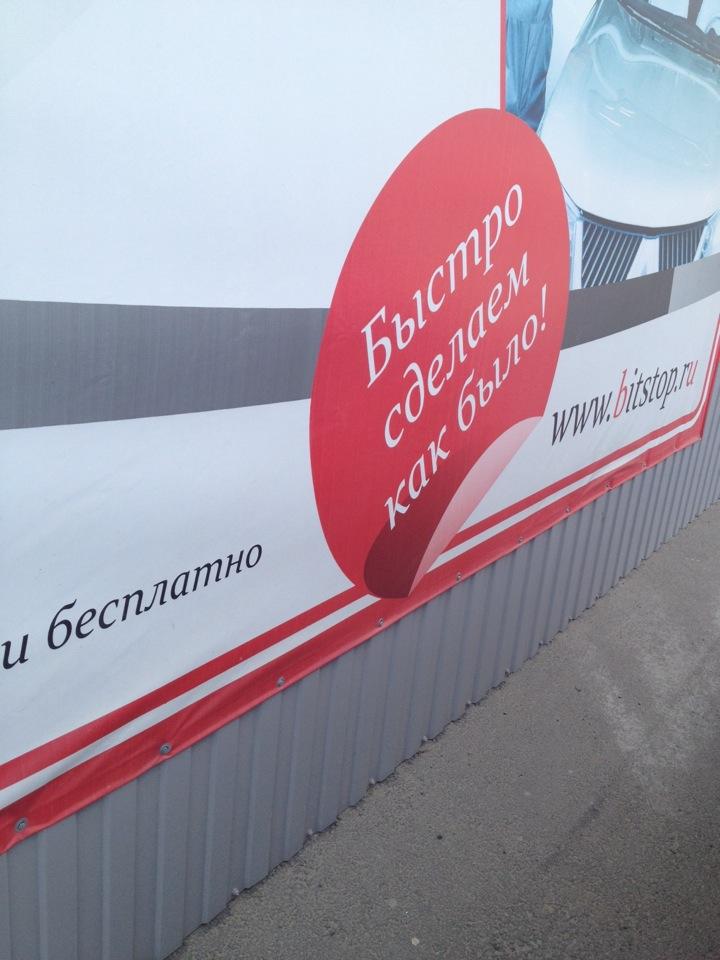 Быстро
сделаем
как было!
www.bitstop.ru
и бесплатно